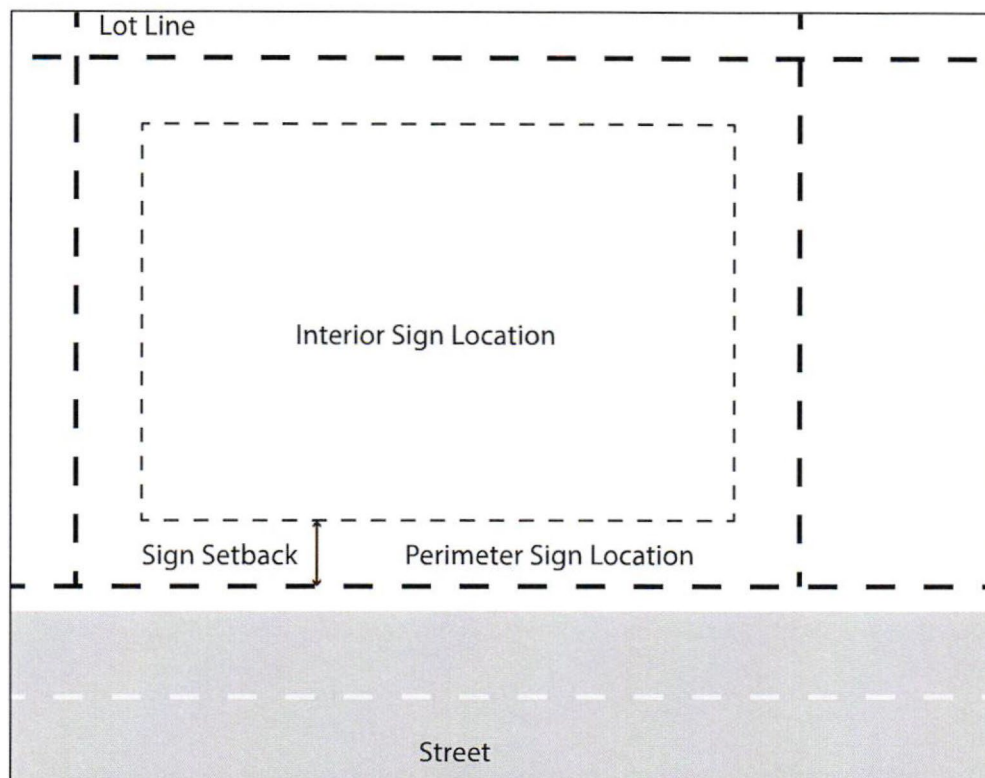 Lot Line
Interior Sign Location
Sign Setback
Perimeter Sign Location
Street